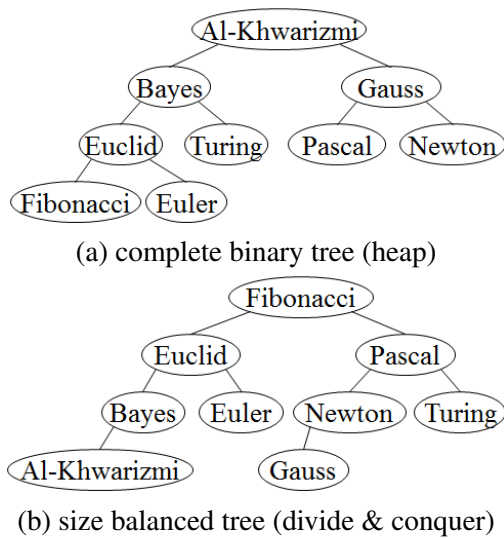 Al-Khwarizmi
Bayes Gauss
Euclid Turing Pascal Newton
Fibonacci Euler
(a) complete binary tree (heap)
Fibonacci
Euclid Pascal
Bayes Euler Newton Turing
Al-Khwarizmi Gauss
(b) size balanced tree (divide & conquer)